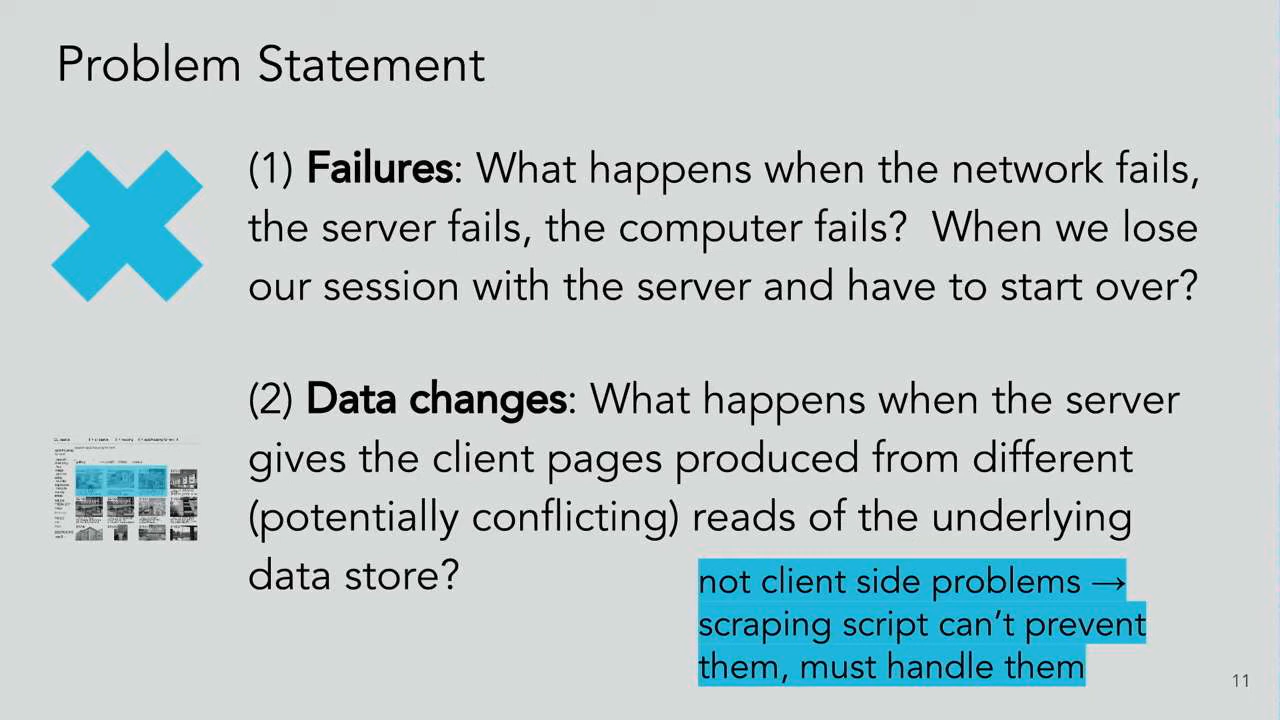 Problem Statement
(1) Failures: What happens when the network fails,
the server fails, the computer fails?  When we lose
our session with the server and have to start over?
(2) Data changes: What happens when the server
gives the client pages produced from different
(potentially conflicting) reads of the underlying
data store?
not client side problems →
scraping script can't prevent
them, must handle them
11